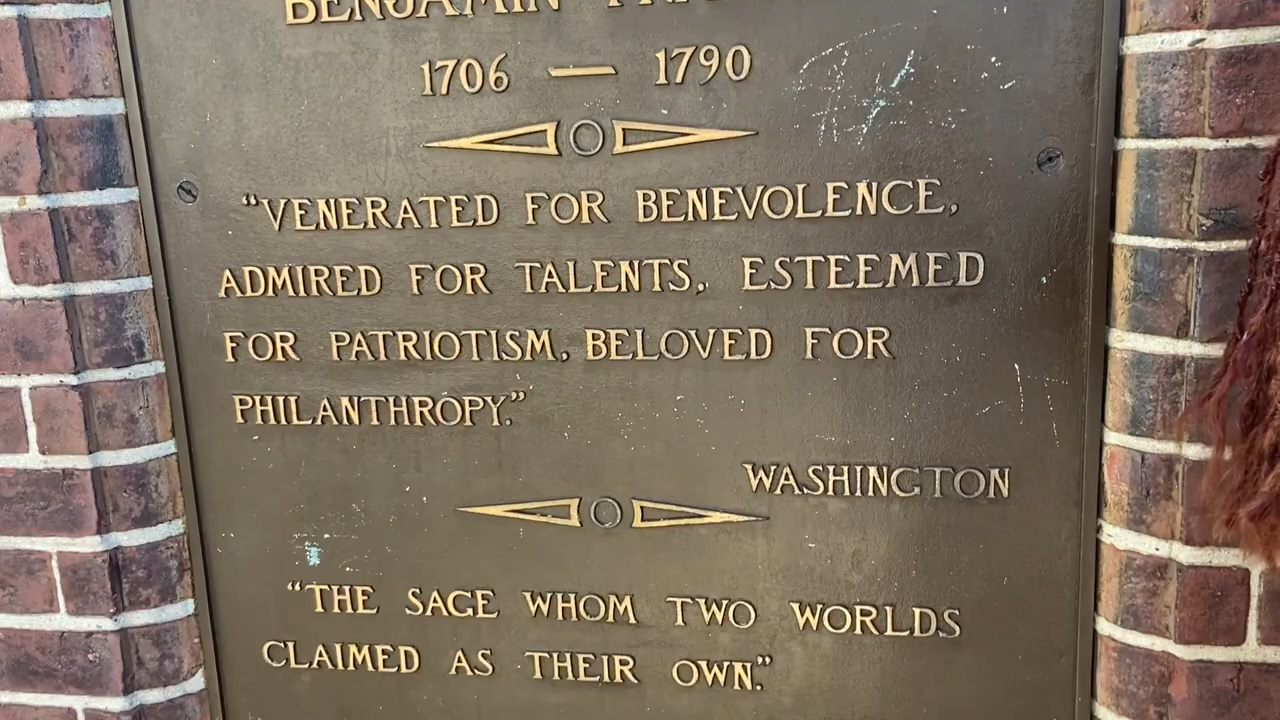 BENJAMIN
1706 — 1790
“VENERATED FOR BENEVOLENCE,
ADMIRED FOR TALENTS, ESTEEMED
FOR PATRIOTISM, BELOVED FOR
PHILANTHROPY.”
WASHINGTON
“THE SAGE WHOM TWO WORLDS
CLAIMED AS THEIR OWN.”